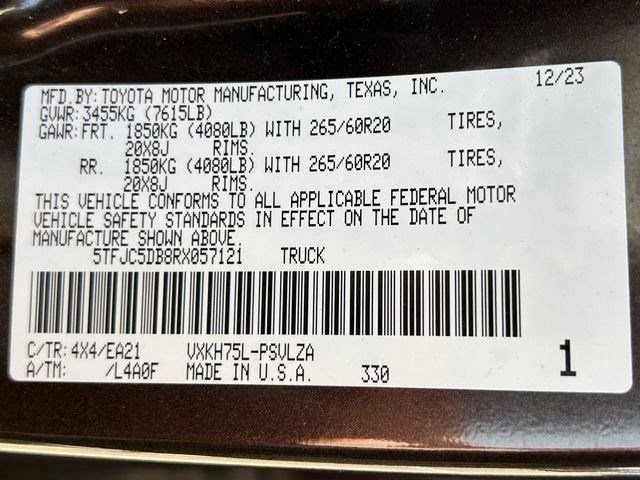 MFD.BY:TOYOTA MOTOR MANUFACTURING, TEXAS, INC. 12/23
GVWR:3455KG (7615LB)
GAWR:FRT. 1850KG (4080LB) WITH 265/60R20 TIRES,
20X8J RIMS.
RR. 1850KG (4080LB) WITH 265/60R20 TIRES,
20X8J RIMS.
THIS VEHICLE CONFORMS TO ALL APPLICABLE FEDERAL MOTOR
VEHICLE SAFETY STANDARDS IN EFFECT ON THE DATE OF
MANUFACTURE SHOWN ABOVE.
5TFJC5DB8RX057121 TRUCK
C/TR:4X4/EA21 VXKH75L-PSVLZA
A/TM: /L4A0F MADE IN U.S.A. 330 1